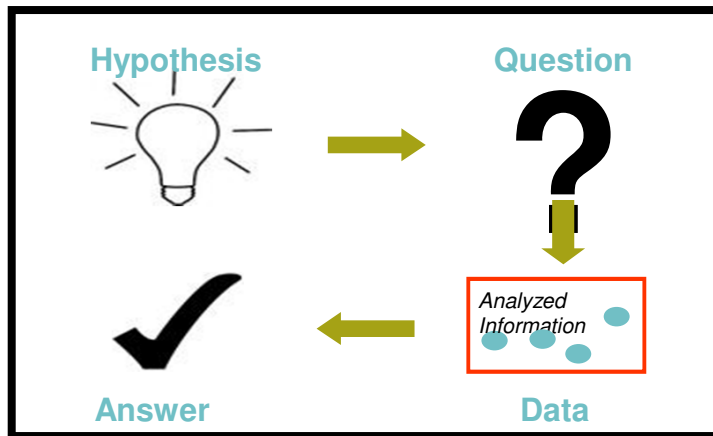 Hypothesis
Question
?
Analyzed
Information
Answer
Data